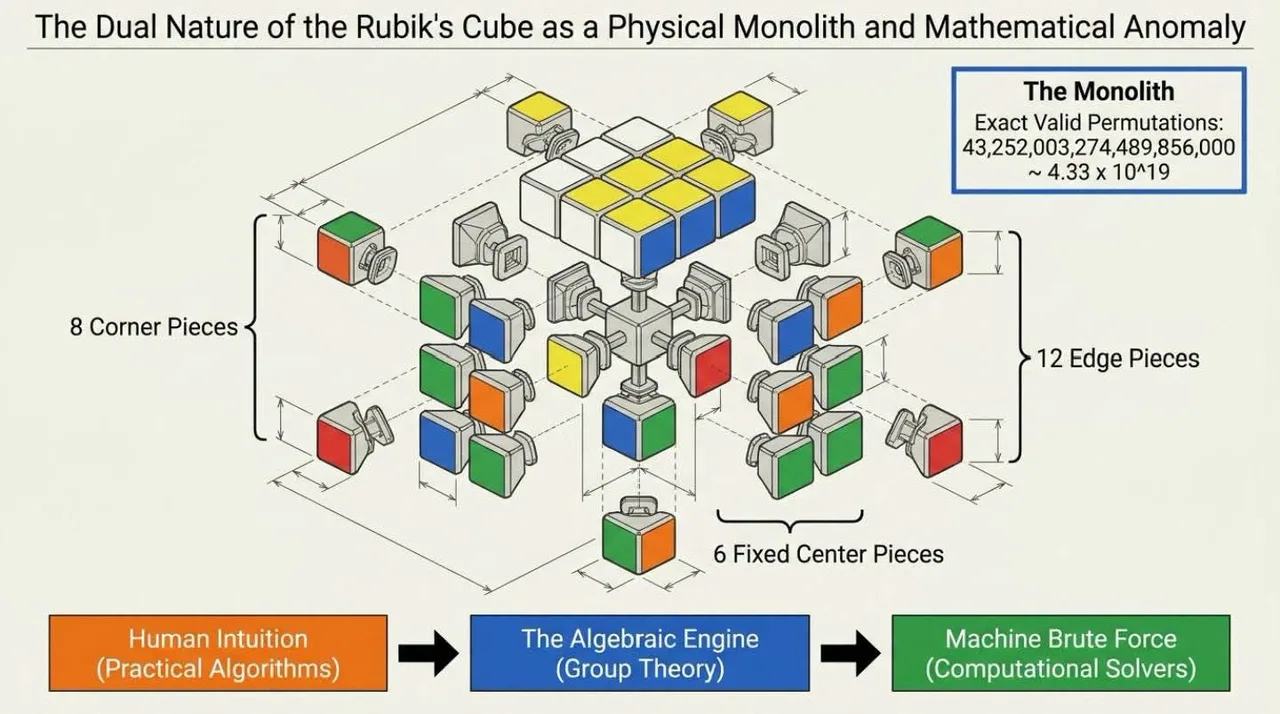 The Dual Nature of the Rubik's Cube as a Physical Monolith and Mathematical Anomaly
The Monolith
Exact Valid Permutations:
43,252,003,274,489,856,000
~ 4.33 x 10^19
8 Corner Pieces
12 Edge Pieces
6 Fixed Center Pieces
Human Intuition
(Practical Algorithms)
The Algebraic Engine
(Group Theory)
Machine Brute Force
(Computational Solvers)